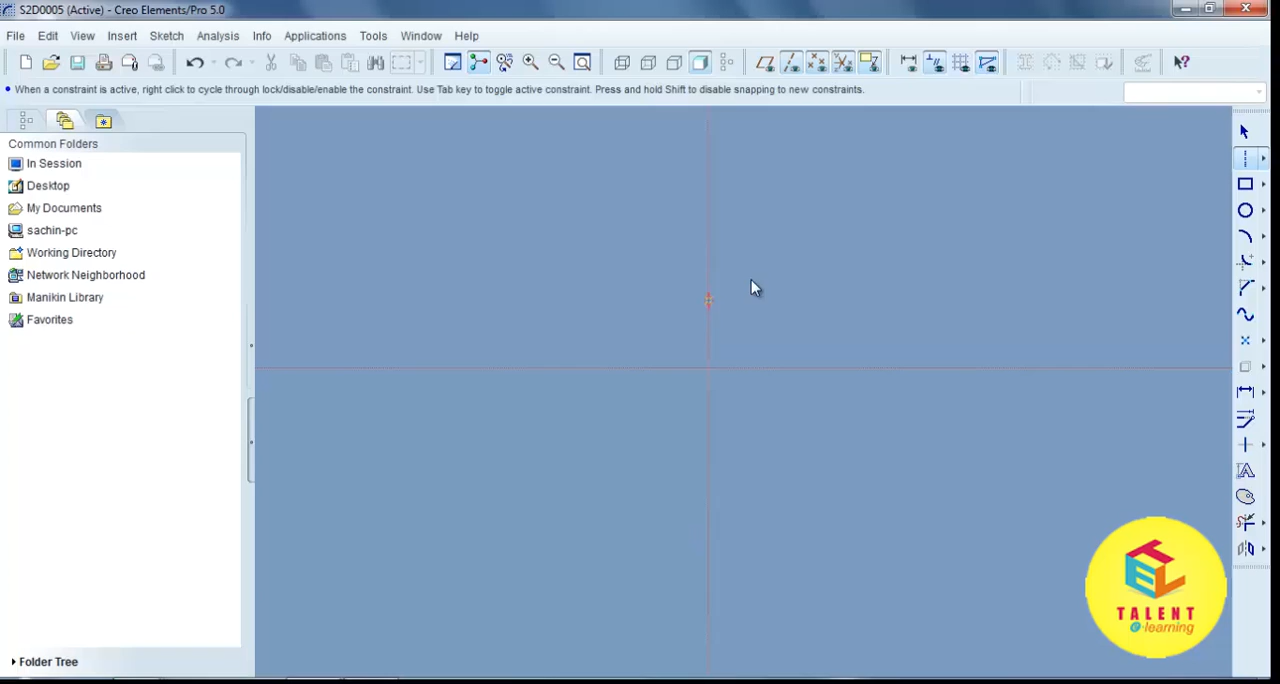 S2D0005 (Active) - Creo Elements/Pro 5.0
File Edit View Insert Sketch Analysis Info Applications Tools Window Help
When a constraint is active, right click to cycle through lock/disable/enable the constraint. Use Tab key to toggle active constraint. Press and hold Shift to disable snapping to new constraints.
Common Folders
In Session
Desktop
My Documents
sachin-pc
Working Directory
Network Neighborhood
Manikin Library
Favorites
Folder Tree
TEL
TALENT
e-learning